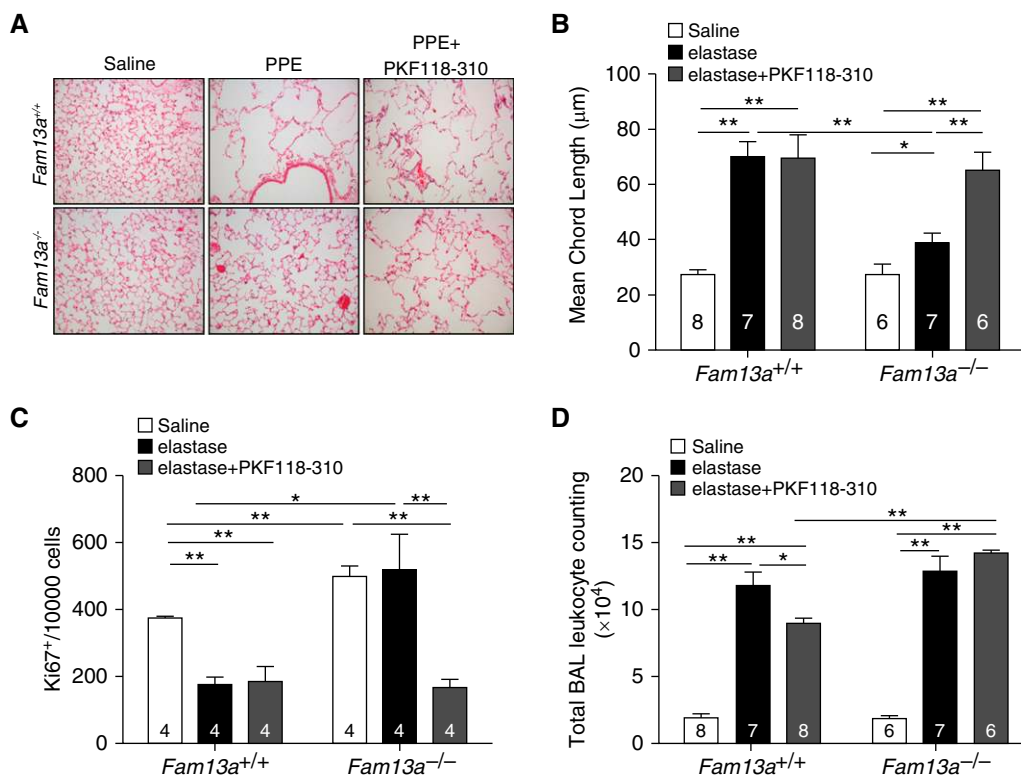 A
Saline
PPE
PPE+
PKF118-310
Fam13a+/+
Fam13a-/-
B
Saline
elastase
elastase+PKF118-310
Mean Chord Length (μm)
100
80
60
40
20
0
**
**
**
**
**
*
8
7
8
6
7
6
Fam13a+/+
Fam13a–/–
C
Saline
elastase
elastase+PKF118-310
Ki67+/10000 cells
800
600
400
200
0
*
**
**
**
**
**
4
4
4
4
4
4
Fam13a+/+
Fam13a–/–
D
Saline
elastase
elastase+PKF118-310
Total BAL leukocyte counting
(×10⁴)
20
15
10
5
0
**
**
**
**
**
*
8
7
8
6
7
6
Fam13a+/+
Fam13a–/–